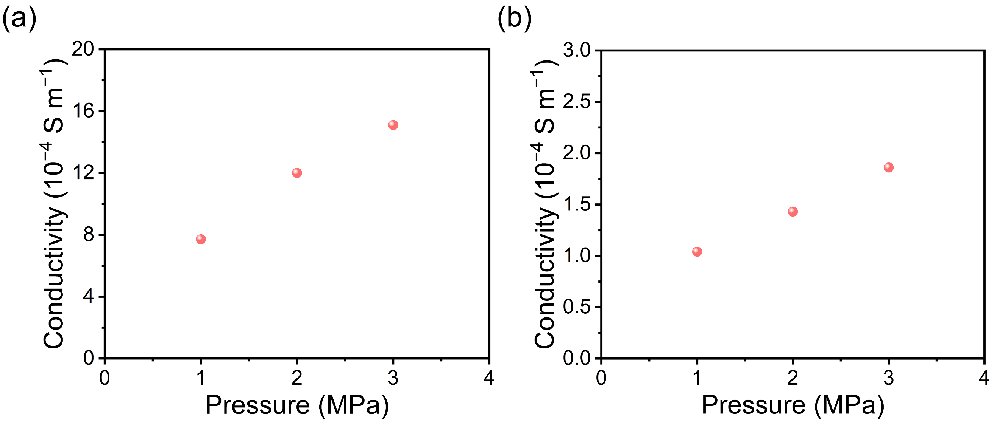 (a)
Conductivity (10⁻⁴ S m⁻¹)
20
16
12
8
4
0
0 1 2 3 4
Pressure (MPa)
(b)
Conductivity (10⁻⁴ S m⁻¹)
3.0
2.5
2.0
1.5
1.0
0.5
0.0
0 1 2 3 4
Pressure (MPa)